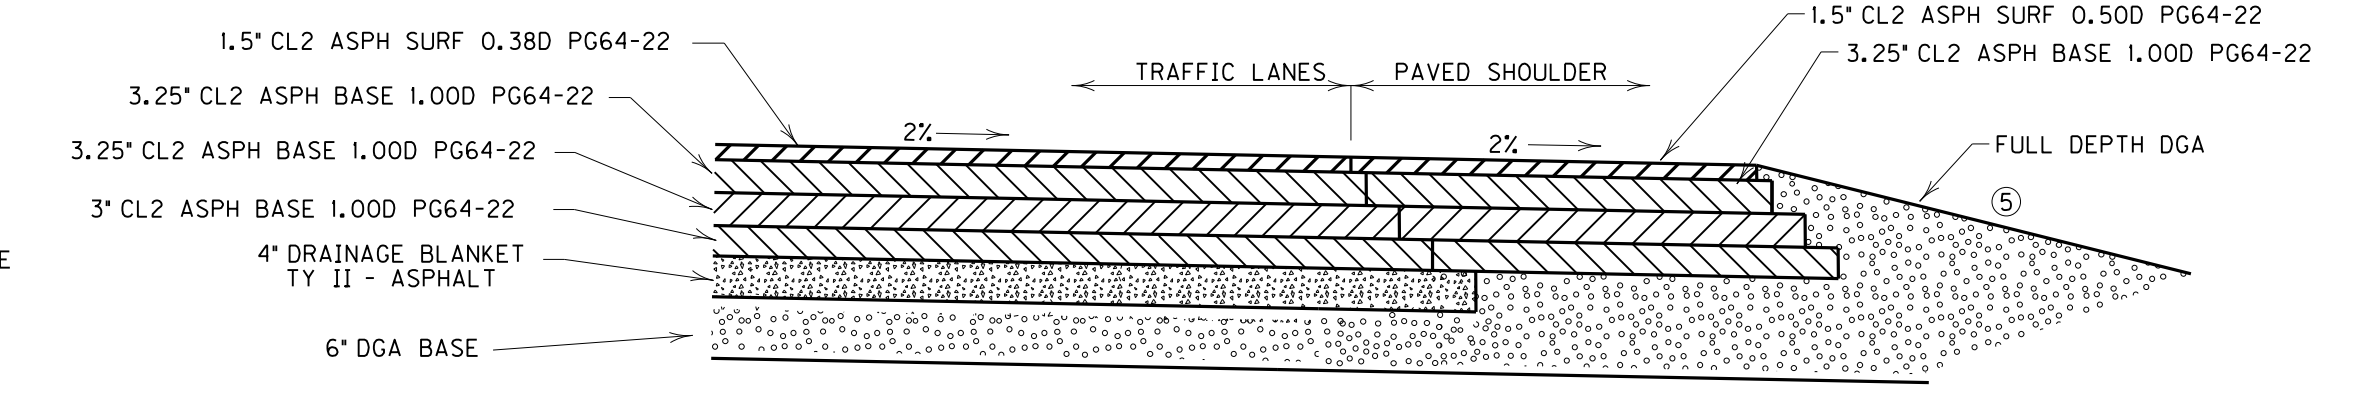 1.5" CL2 ASPH SURF 0.38D PG64-22
3.25" CL2 ASPH BASE 1.00D PG64-22
3.25" CL2 ASPH BASE 1.00D PG64-22
3" CL2 ASPH BASE 1.00D PG64-22
4" DRAINAGE BLANKET
TY II - ASPHALT
6" DGA BASE
E
TRAFFIC LANES
PAVED SHOULDER
2%
2%
1.5" CL2 ASPH SURF 0.50D PG64-22
3.25" CL2 ASPH BASE 1.00D PG64-22
FULL DEPTH DGA
5